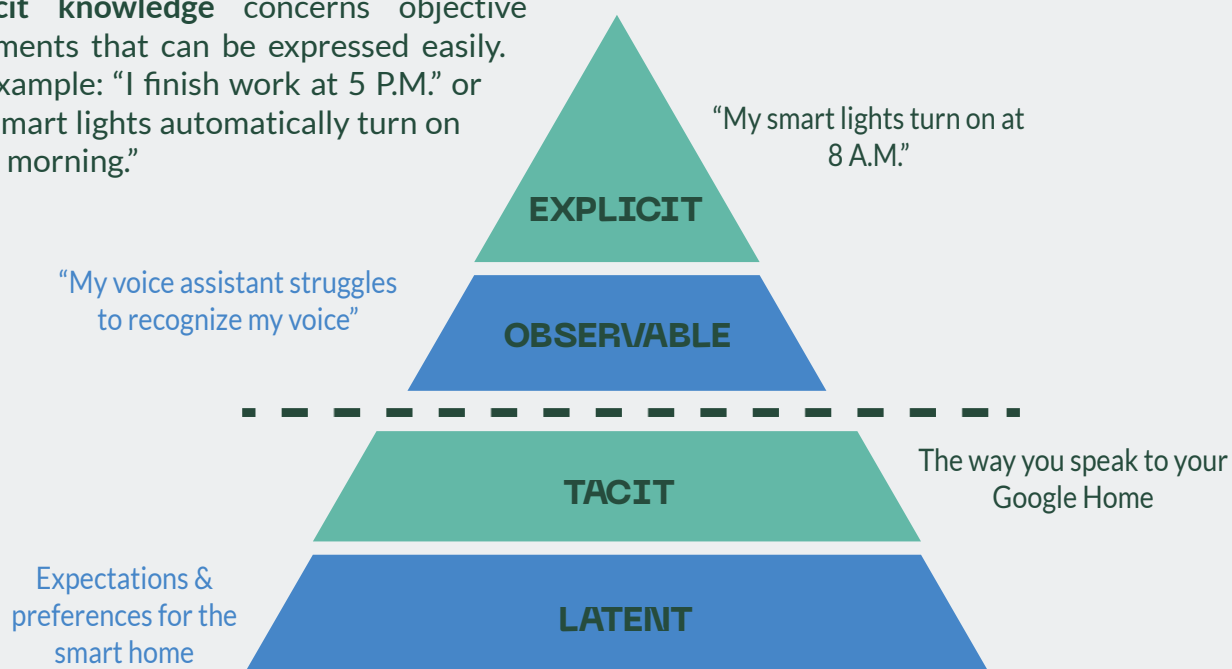 cit knowledge concerns objective
ments that can be expressed easily.
xample: “I finish work at 5 P.M.” or
mart lights automatically turn on
morning.”
“My smart lights turn on at
8 A.M.”
EXPLICIT
“My voice assistant struggles
to recognize my voice”
OBSERVABLE
The way you speak to your
Google Home
TACIT
Expectations &
preferences for the
smart home
LATENT